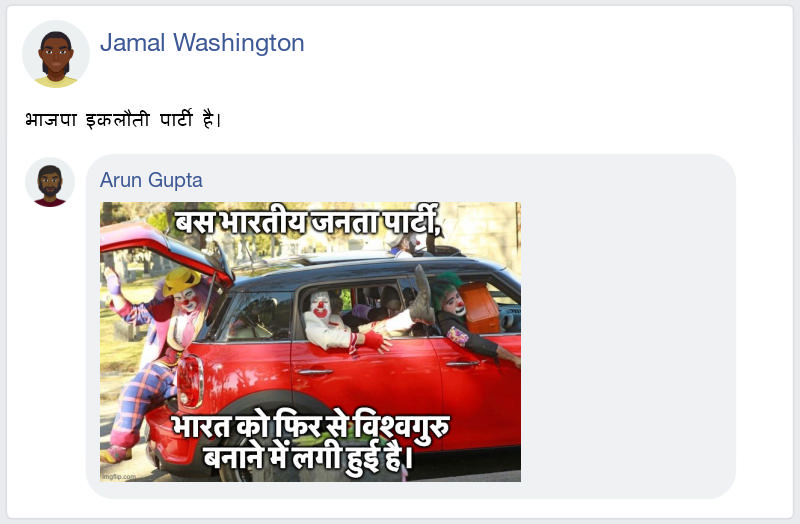 Jamal Washington
भाजपा इकलौती पार्टी है।
Arun Gupta
बस भारतीय जनता पार्टी,
भारत को फिर से विश्वगुरु
बनाने में लगी हुई है।
imgflip.com